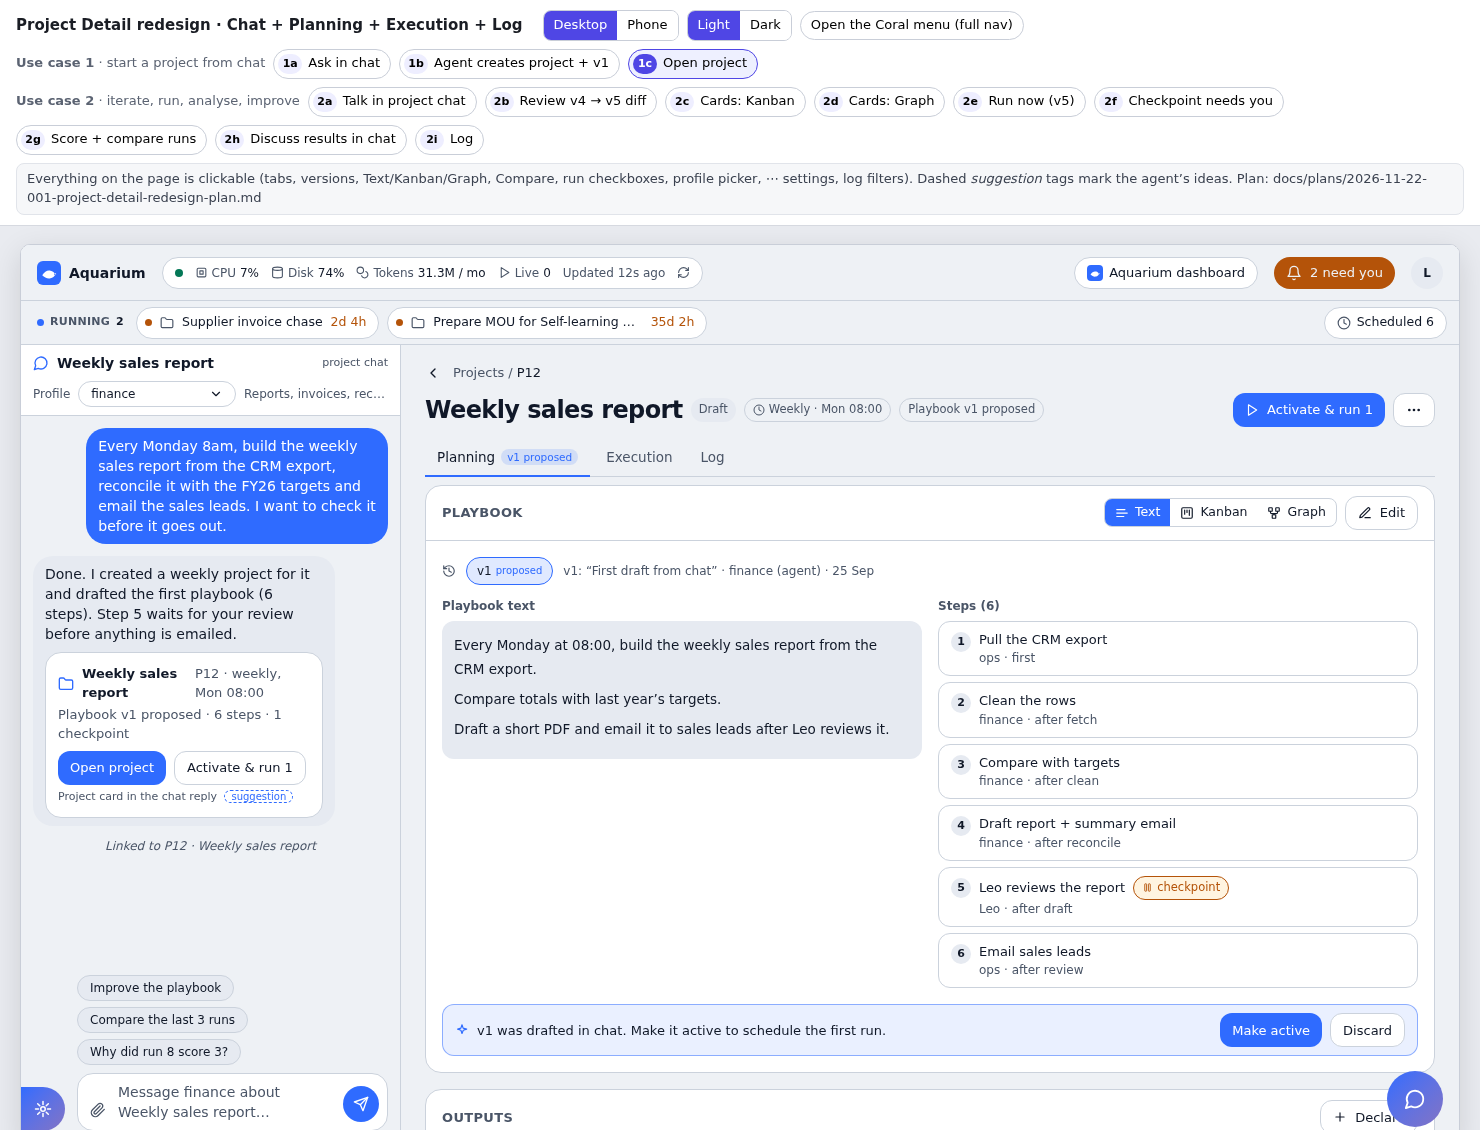 Project Detail redesign · Chat + Planning + Execution + Log
Desktop Phone Light Dark Open the Coral menu (full nav)
Use case 1 · start a project from chat 1a Ask in chat 1b Agent creates project + v1 1c Open project
Use case 2 · iterate, run, analyse, improve 2a Talk in project chat 2b Review v4 → v5 diff 2c Cards: Kanban 2d Cards: Graph 2e Run now (v5) 2f Checkpoint needs you
2g Score + compare runs 2h Discuss results in chat 2i Log
Everything on the page is clickable (tabs, versions, Text/Kanban/Graph, Compare, run checkboxes, profile picker, ··· settings, log filters). Dashed suggestion tags mark the agent’s ideas. Plan: docs/plans/2026-11-22-
001-project-detail-redesign-plan.md
Aquarium CPU 7% Disk 74% Tokens 31.3M / mo Live 0 Updated 12s ago Aquarium dashboard 2 need you L
RUNNING 2 Supplier invoice chase 2d 4h Prepare MOU for Self-learning … 35d 2h Scheduled 6
Weekly sales report project chat
Profile finance Reports, invoices, rec…
Every Monday 8am, build the weekly
sales report from the CRM export,
reconcile it with the FY26 targets and
email the sales leads. I want to check it
before it goes out.
Done. I created a weekly project for it
and drafted the first playbook (6
steps). Step 5 waits for your review
before anything is emailed.
Weekly sales
report
P12 · weekly,
Mon 08:00
Playbook v1 proposed · 6 steps · 1
checkpoint
Open project Activate & run 1
Project card in the chat reply suggestion
Linked to P12 · Weekly sales report
Improve the playbook
Compare the last 3 runs
Why did run 8 score 3?
Message finance about
Weekly sales report…
Projects / P12
Weekly sales report Draft Weekly · Mon 08:00 Playbook v1 proposed Activate & run 1 ···
Planning v1 proposed Execution Log
PLAYBOOK Text Kanban Graph Edit
v1 proposed v1: “First draft from chat” · finance (agent) · 25 Sep
Playbook text
Every Monday at 08:00, build the weekly sales report from the
CRM export.
Compare totals with last year’s targets.
Draft a short PDF and email it to sales leads after Leo reviews it.
Steps (6)
1 Pull the CRM export
ops · first
2 Clean the rows
finance · after fetch
3 Compare with targets
finance · after clean
4 Draft report + summary email
finance · after reconcile
5 Leo reviews the report checkpoint
Leo · after draft
6 Email sales leads
ops · after review
v1 was drafted in chat. Make it active to schedule the first run. Make active Discard
OUTPUTS